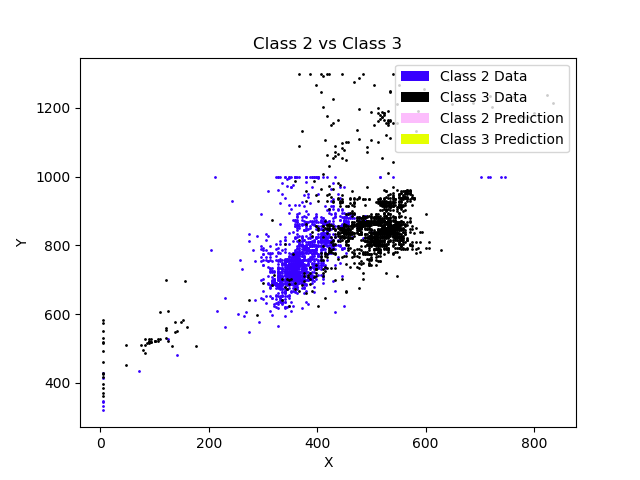 Class 2 vs Class 3
Class 2 Data
Class 3 Data
Class 2 Prediction
Class 3 Prediction
1200
1000
800
600
400
Y
0 200 400 600 800
X